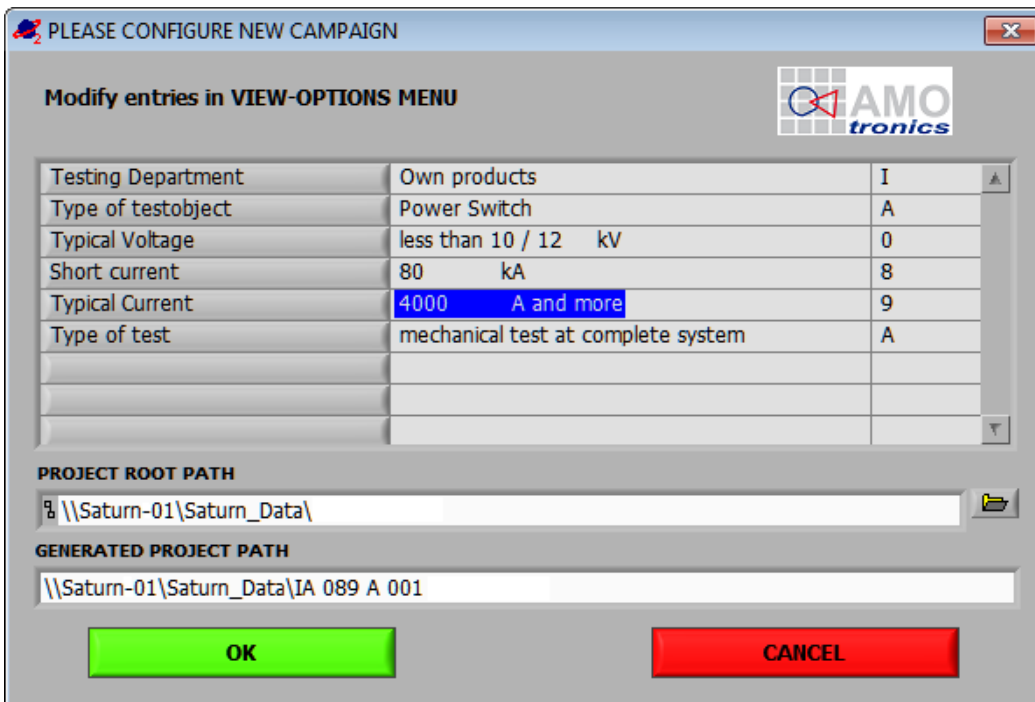 2 PLEASE CONFIGURE NEW CAMPAIGN
Modify entries in VIEW-OPTIONS MENU
AMO
tronics
Testing Department Own products I
Type of testobject Power Switch A
Typical Voltage less than 10 / 12 kV 0
Short current 80 kA 8
Typical Current 4000 A and more 9
Type of test mechanical test at complete system A
PROJECT ROOT PATH
\\Saturn-01\Saturn_Data\
GENERATED PROJECT PATH
\\Saturn-01\Saturn_Data\IA 089 A 001
OK CANCEL